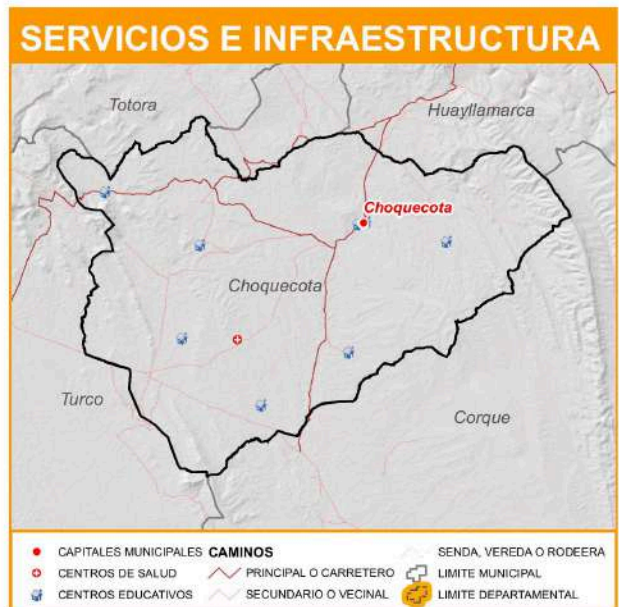 SERVICIOS E INFRAESTRUCTURA
Totora
Huayllamarca
Choquecota
Choquecota
Turco
Corque
CAPITALES MUNICIPALES
CENTROS DE SALUD
CENTROS EDUCATIVOS
CAMINOS
PRINCIPAL O CARRETERO
SECUNDARIO O VECINAL
SENDA, VEREDA O RODEERA
LIMITE MUNICIPAL
LIMITE DEPARTAMENTAL